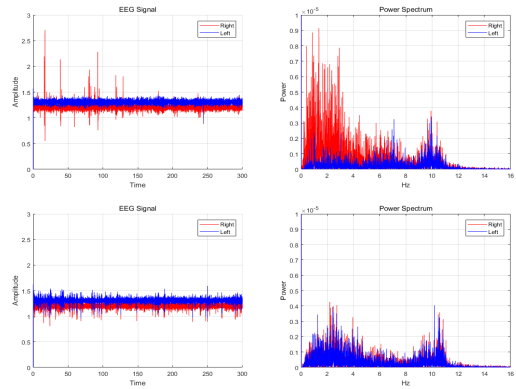 EEG Signal
Right
Left
Amplitude
3
2.5
2
1.5
1
0.5
0
0 50 100 150 200 250 300
Time
Power Spectrum
×10^-5
Right
Left
Power
1
0.9
0.8
0.7
0.6
0.5
0.4
0.3
0.2
0.1
0
0 2 4 6 8 10 12 14 16
Hz
EEG Signal
Right
Left
Amplitude
3
2.5
2
1.5
1
0.5
0
0 50 100 150 200 250 300
Time
Power Spectrum
×10^-5
Right
Left
Power
1
0.9
0.8
0.7
0.6
0.5
0.4
0.3
0.2
0.1
0
0 2 4 6 8 10 12 14 16
Hz